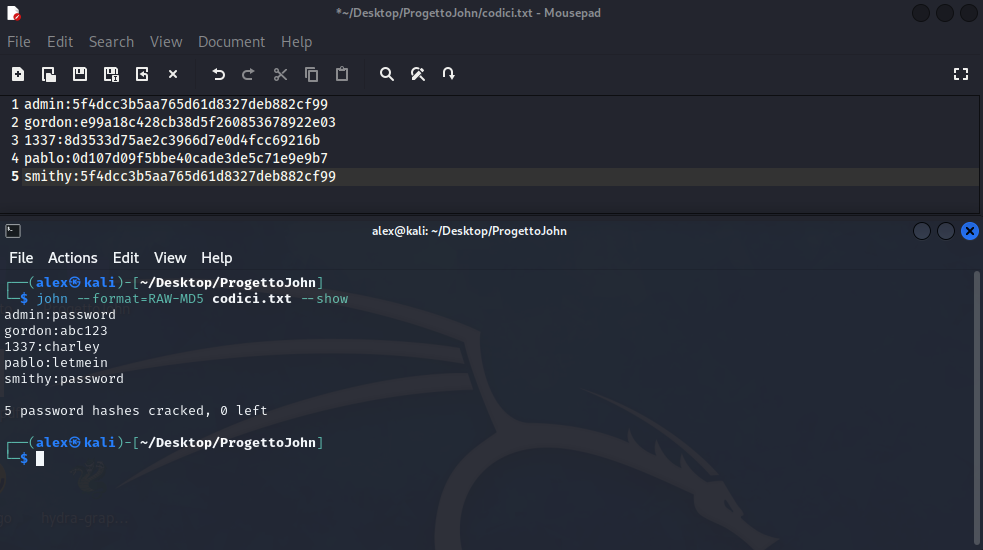 *~/Desktop/ProgettoJohn/codici.txt - Mousepad
File Edit Search View Document Help
1 admin:5f4dcc3b5aa765d61d8327deb882cf99
2 gordon:e99a18c428cb38d5f260853678922e03
3 1337:8d3533d75ae2c3966d7e0d4fcc69216b
4 pablo:0d107d09f5bbe40cade3de5c71e9e9b7
5 smithy:5f4dcc3b5aa765d61d8327deb882cf99
alex@kali: ~/Desktop/ProgettoJohn
File Actions Edit View Help
┌──(alex㉿kali)-[~/Desktop/ProgettoJohn]
└─$ john --format=RAW-MD5 codici.txt --show
admin:password
gordon:abc123
1337:charley
pablo:letmein
smithy:password
5 password hashes cracked, 0 left
┌──(alex㉿kali)-[~/Desktop/ProgettoJohn]
└─$
hydra-grap...